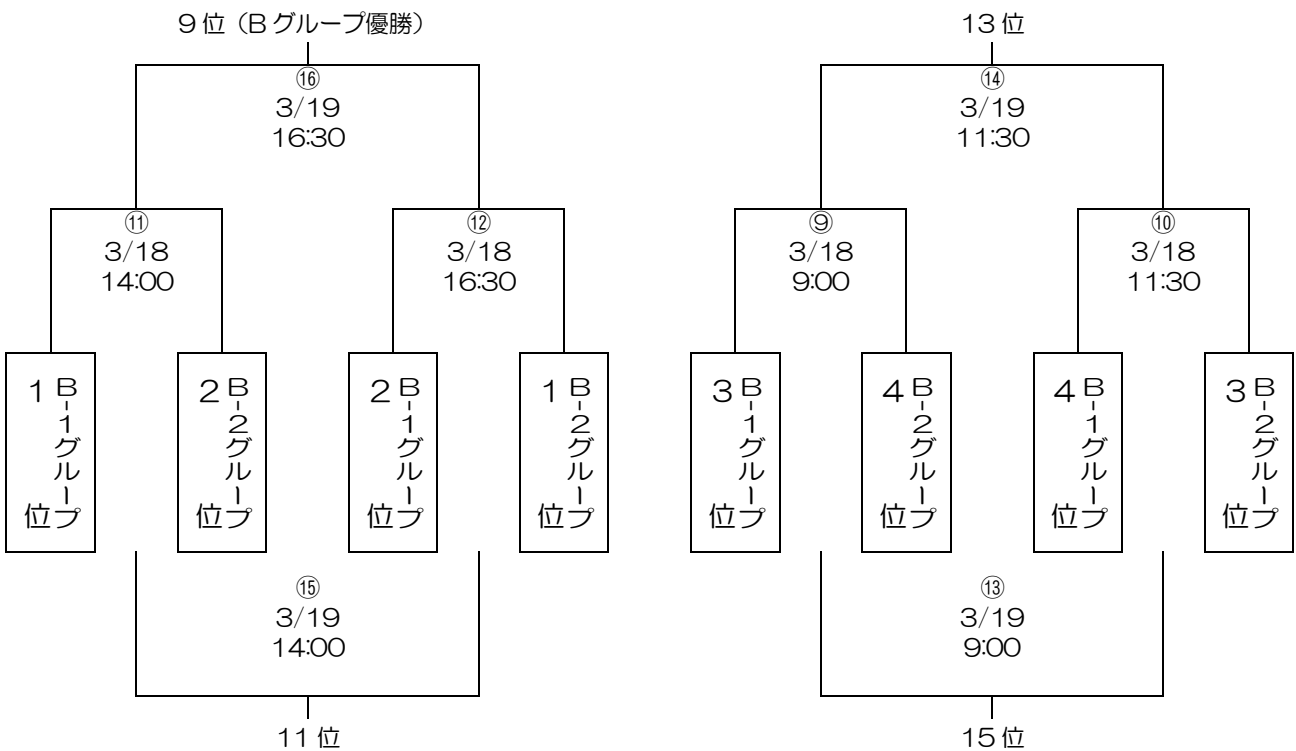 9位（Bグループ優勝）
⑯
3/19
16:30
⑪
3/18
14:00
⑫
3/18
16:30
B-1グループ
1位
B-2グループ
2位
B-1グループ
2位
B-2グループ
1位
⑮
3/19
14:00
11位
13位
⑭
3/19
11:30
⑨
3/18
9:00
⑩
3/18
11:30
B-1グループ
3位
B-2グループ
4位
B-1グループ
4位
B-2グループ
3位
⑬
3/19
9:00
15位